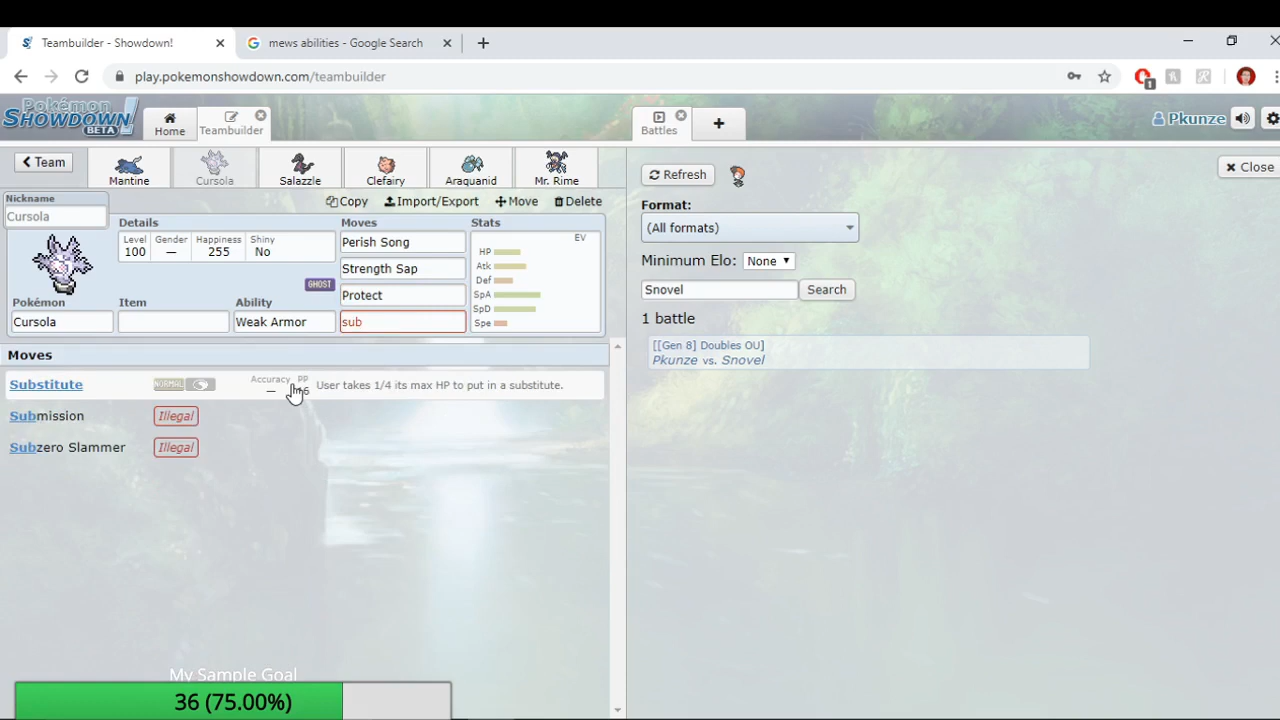 Teambuilder - Showdown!
mews abilities - Google Search
play.pokemonshowdown.com/teambuilder
1
Pokémon
SHOWDOWN!
BETA
Home
Teambuilder
Battles
Pkunze
Team
Mantine
Cursola
Salazzle
Clefairy
Araquanid
Mr. Rime
Refresh
Close
Nickname
Cursola
Copy
Import/Export
Move
Delete
Details
Moves
Stats
Level
100
Gender
—
Happiness
255
Shiny
No
EV
HP
Atk
Def
SpA
SpD
Spe
Perish Song
Strength Sap
Protect
sub
GHOST
Pokémon
Item
Ability
Cursola
Weak Armor
Format:
(All formats)
Minimum Elo:
None
Snovel
Search
1 battle
[[Gen 8] Doubles OU]
Pkunze vs. Snovel
Moves
Substitute
NORMAL
Accuracy
—
PP
User takes 1/4 its max HP to put in a substitute.
Submission
Illegal
Subzero Slammer
Illegal
My Sample Goal
36 (75.00%)